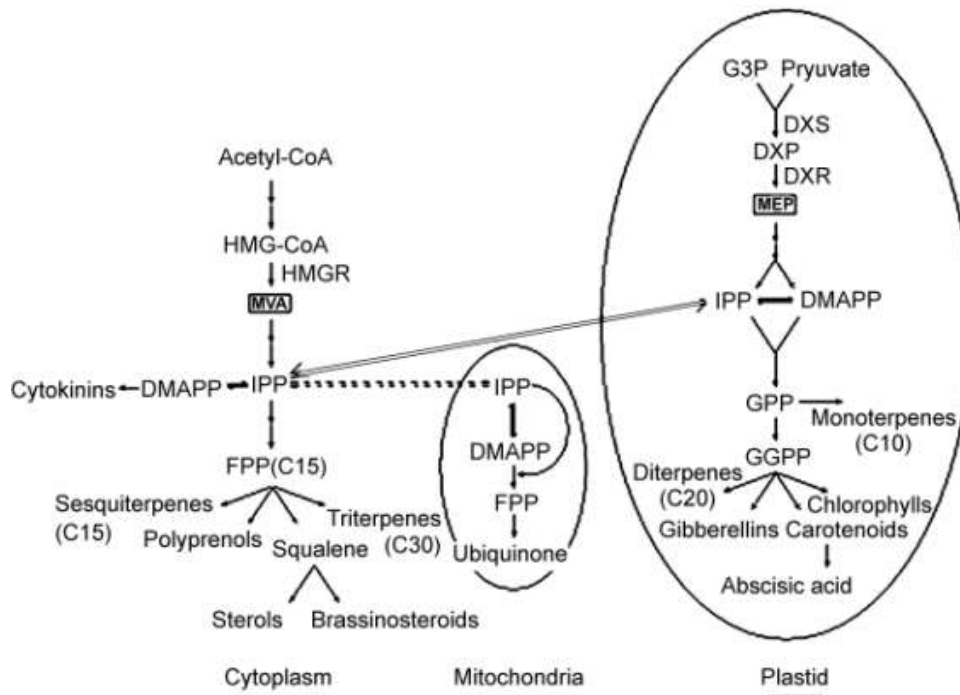 G3P Pryuvate
DXS
DXP
DXR
MEP
IPP DMAPP
GPP
Monoterpenes
(C10)
GGPP
Diterpenes
(C20)
Chlorophylls
Gibberellins Carotenoids
Abscisic acid
Plastid
Acetyl-CoA
HMG-CoA
HMGR
MVA
Cytokinins DMAPP IPP
FPP(C15)
Sesquiterpenes
(C15)
Polyprenols
Squalene
Triterpenes
(C30)
Sterols Brassinosteroids
Cytoplasm
IPP
DMAPP
FPP
Ubiquinone
Mitochondria